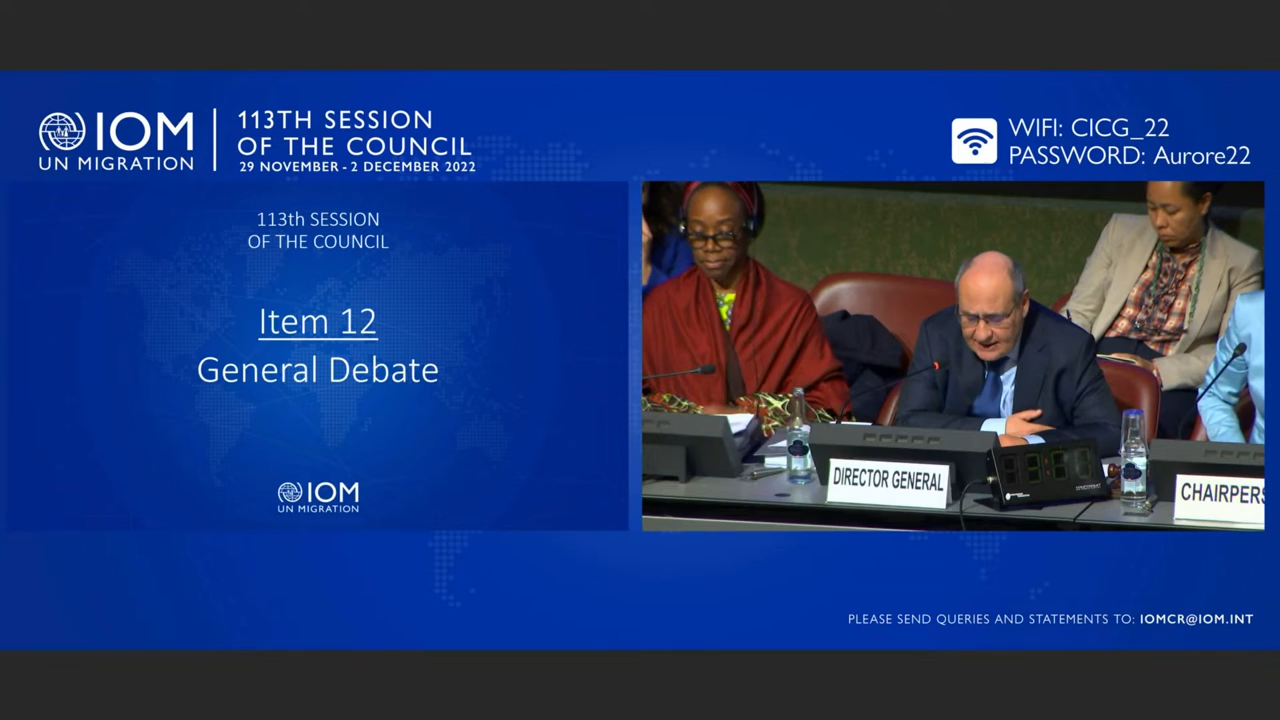 IOM
UN MIGRATION
113TH SESSION
OF THE COUNCIL
29 NOVEMBER - 2 DECEMBER 2022
WIFI: CICG_22
PASSWORD: Aurore22
113th SESSION
OF THE COUNCIL
Item 12
General Debate
IOM
UN MIGRATION
DIRECTOR GENERAL
CHAIRPERS
PLEASE SEND QUERIES AND STATEMENTS TO: IOMCR@IOM.INT